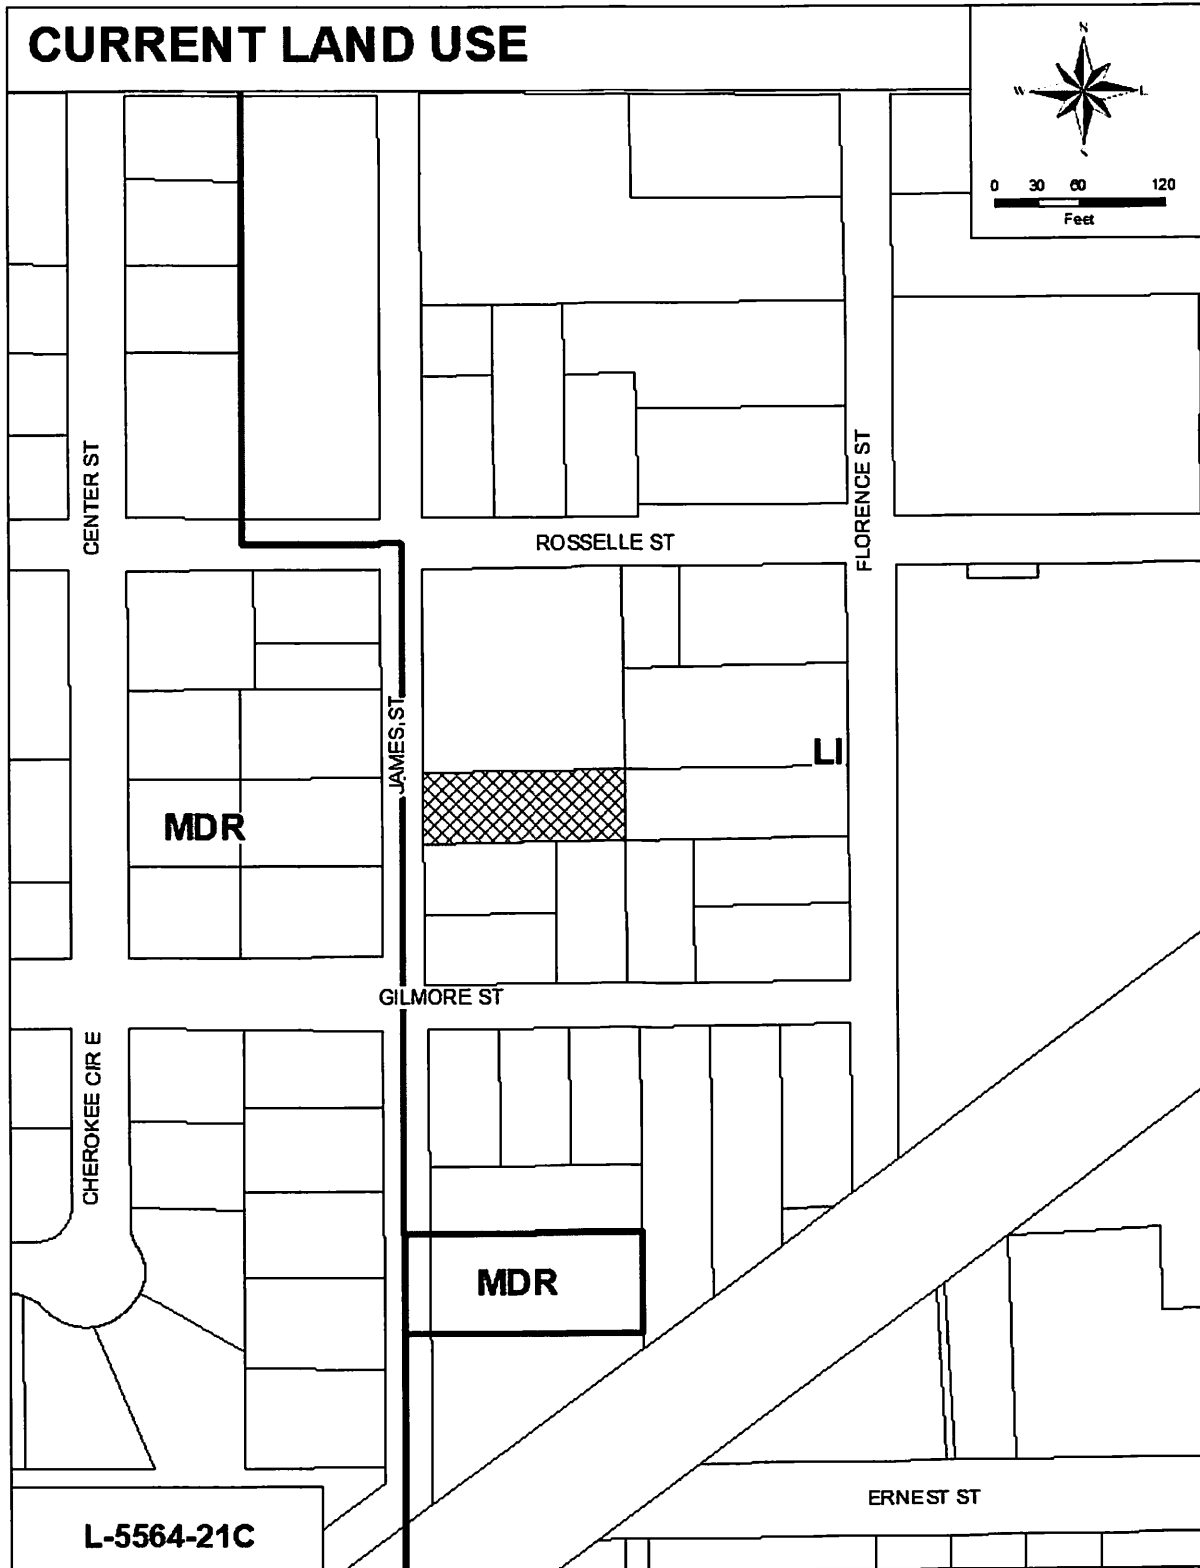 CURRENT LAND USE
N
W
0 30 60 120
Feet
CENTER ST
FLORENCE ST
ROSSELLE ST
JAMES ST
LI
MDR
GILMORE ST
CHEROKEE CIR E
MDR
ERNEST ST
L-5564-21C